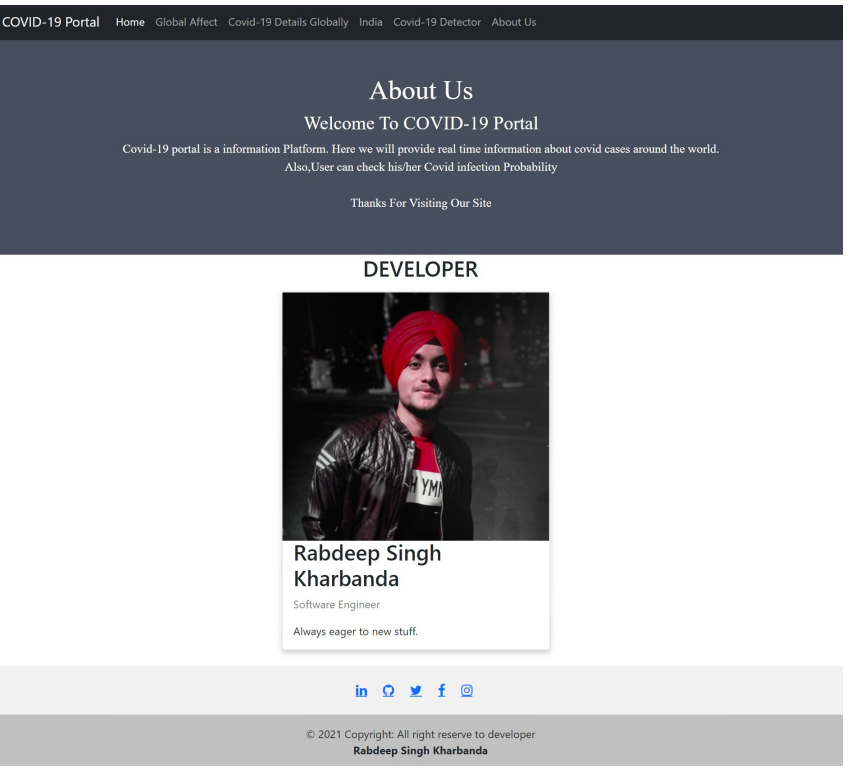 COVID-19 Portal Home Global Affect Covid-19 Details Globally India Covid-19 Detector About Us
About Us
Welcome To COVID-19 Portal
Covid-19 portal is a information Platform. Here we will provide real time information about covid cases around the world.
Also,User can check his/her Covid infection Probability
Thanks For Visiting Our Site
DEVELOPER
H YMN
Rabdeep Singh
Kharbanda
Software Engineer
Always eager to new stuff.
© 2021 Copyright: All right reserve to developer
Rabdeep Singh Kharbanda